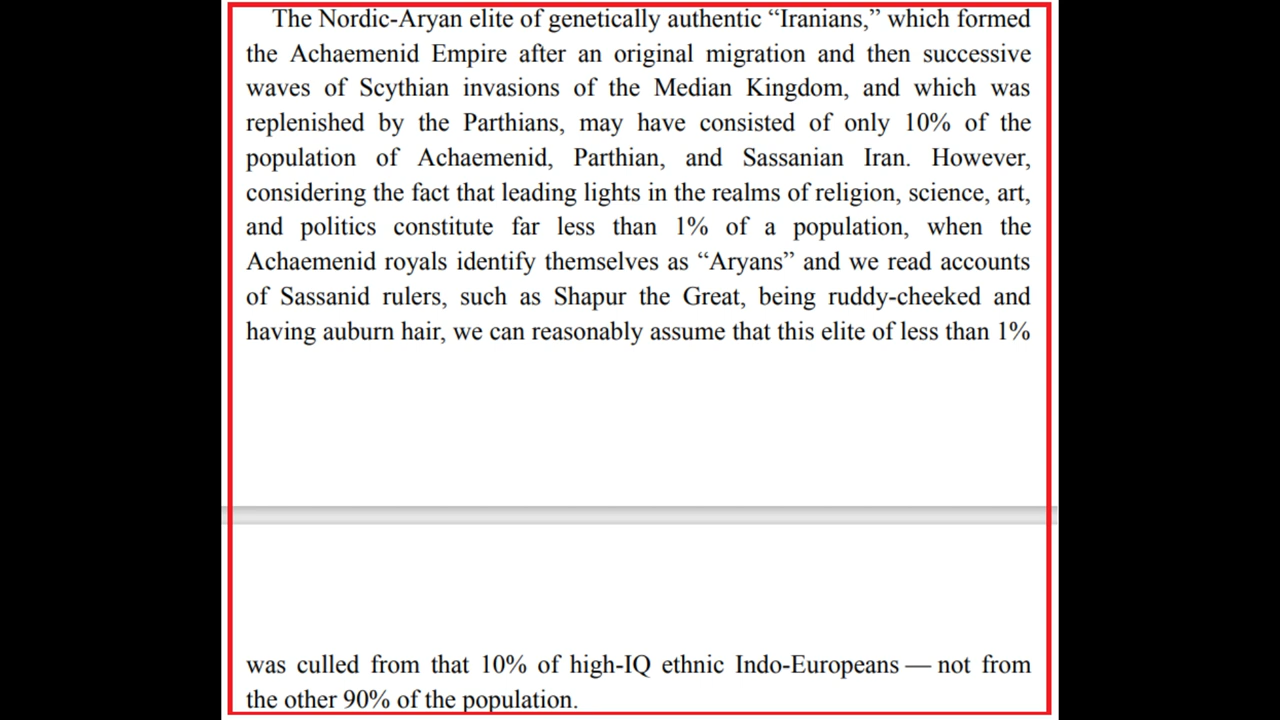 The Nordic-Aryan elite of genetically authentic “Iranians,” which formed
the Achaemenid Empire after an original migration and then successive
waves of Scythian invasions of the Median Kingdom, and which was
replenished by the Parthians, may have consisted of only 10% of the
population of Achaemenid, Parthian, and Sassanian Iran. However,
considering the fact that leading lights in the realms of religion, science, art,
and politics constitute far less than 1% of a population, when the
Achaemenid royals identify themselves as “Aryans” and we read accounts
of Sassanid rulers, such as Shapur the Great, being ruddy-cheeked and
having auburn hair, we can reasonably assume that this elite of less than 1%
was culled from that 10% of high-IQ ethnic Indo-Europeans — not from
the other 90% of the population.